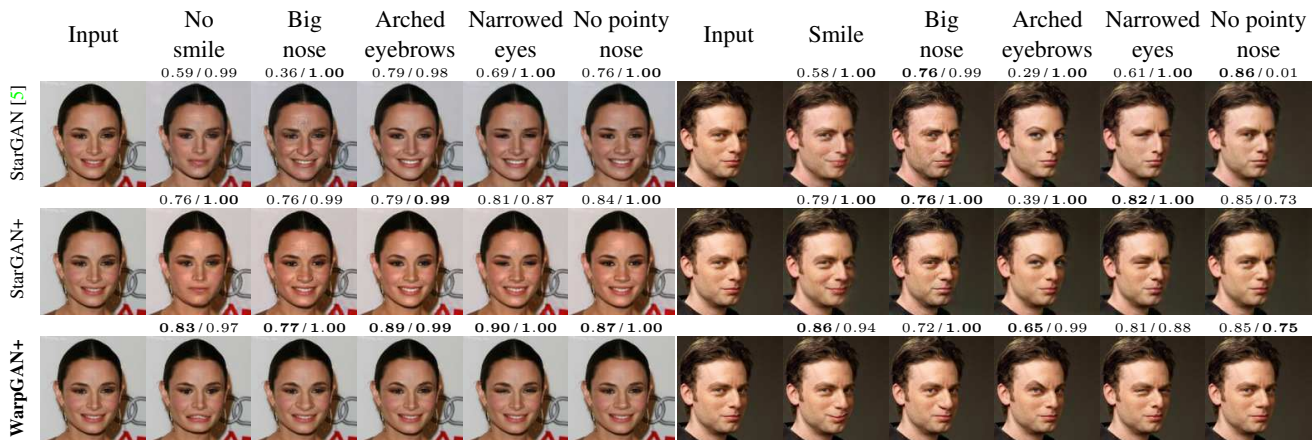 Input No smile Big nose Arched eyebrows Narrowed eyes No pointy nose Input Smile Big nose Arched eyebrows Narrowed eyes No pointy nose
0.59/0.99 0.36/1.00 0.79/0.98 0.69/1.00 0.76/1.00 0.58/1.00 0.76/0.99 0.29/1.00 0.61/1.00 0.86/0.01
StarGAN [5]
0.76/1.00 0.76/0.99 0.79/0.99 0.81/0.87 0.84/1.00 0.79/1.00 0.76/1.00 0.39/1.00 0.82/1.00 0.85/0.73
StarGAN+
0.83/0.97 0.77/1.00 0.89/0.99 0.90/1.00 0.87/1.00 0.86/0.94 0.72/1.00 0.65/0.99 0.81/0.88 0.85/0.75
WarpGAN+